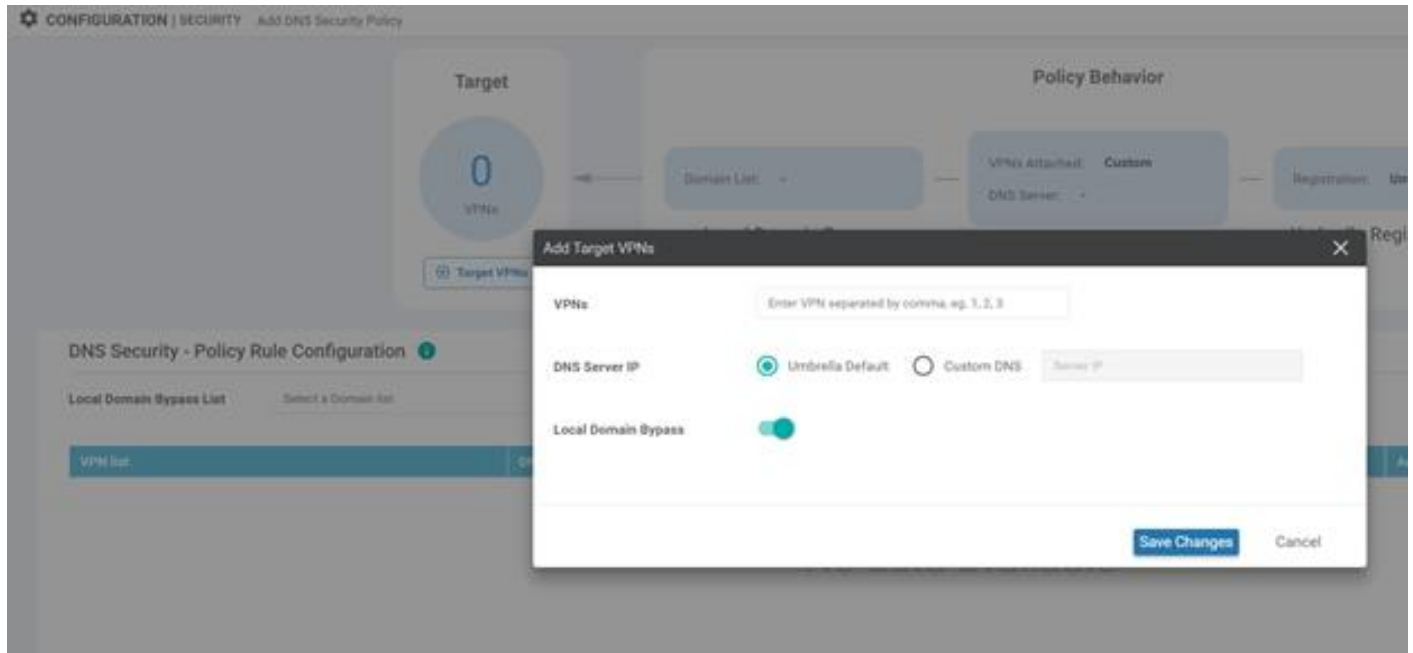 CONFIGURATION | SECURITY Add DNS Security Policy
Target
Policy Behavior
0
VPNs
Domain List: -
VPNs Attached: Custom
DNS Server: -
Registration:
Target VPNs
Add Target VPNs
VPNs
Enter VPN separated by comma, eg, 1, 2, 3
DNS Server IP
Umbrella Default
Custom DNS
Server IP
Local Domain Bypass
Save Changes
Cancel
DNS Security - Policy Rule Configuration
Local Domain Bypass List
Select a Domain list
VPN list